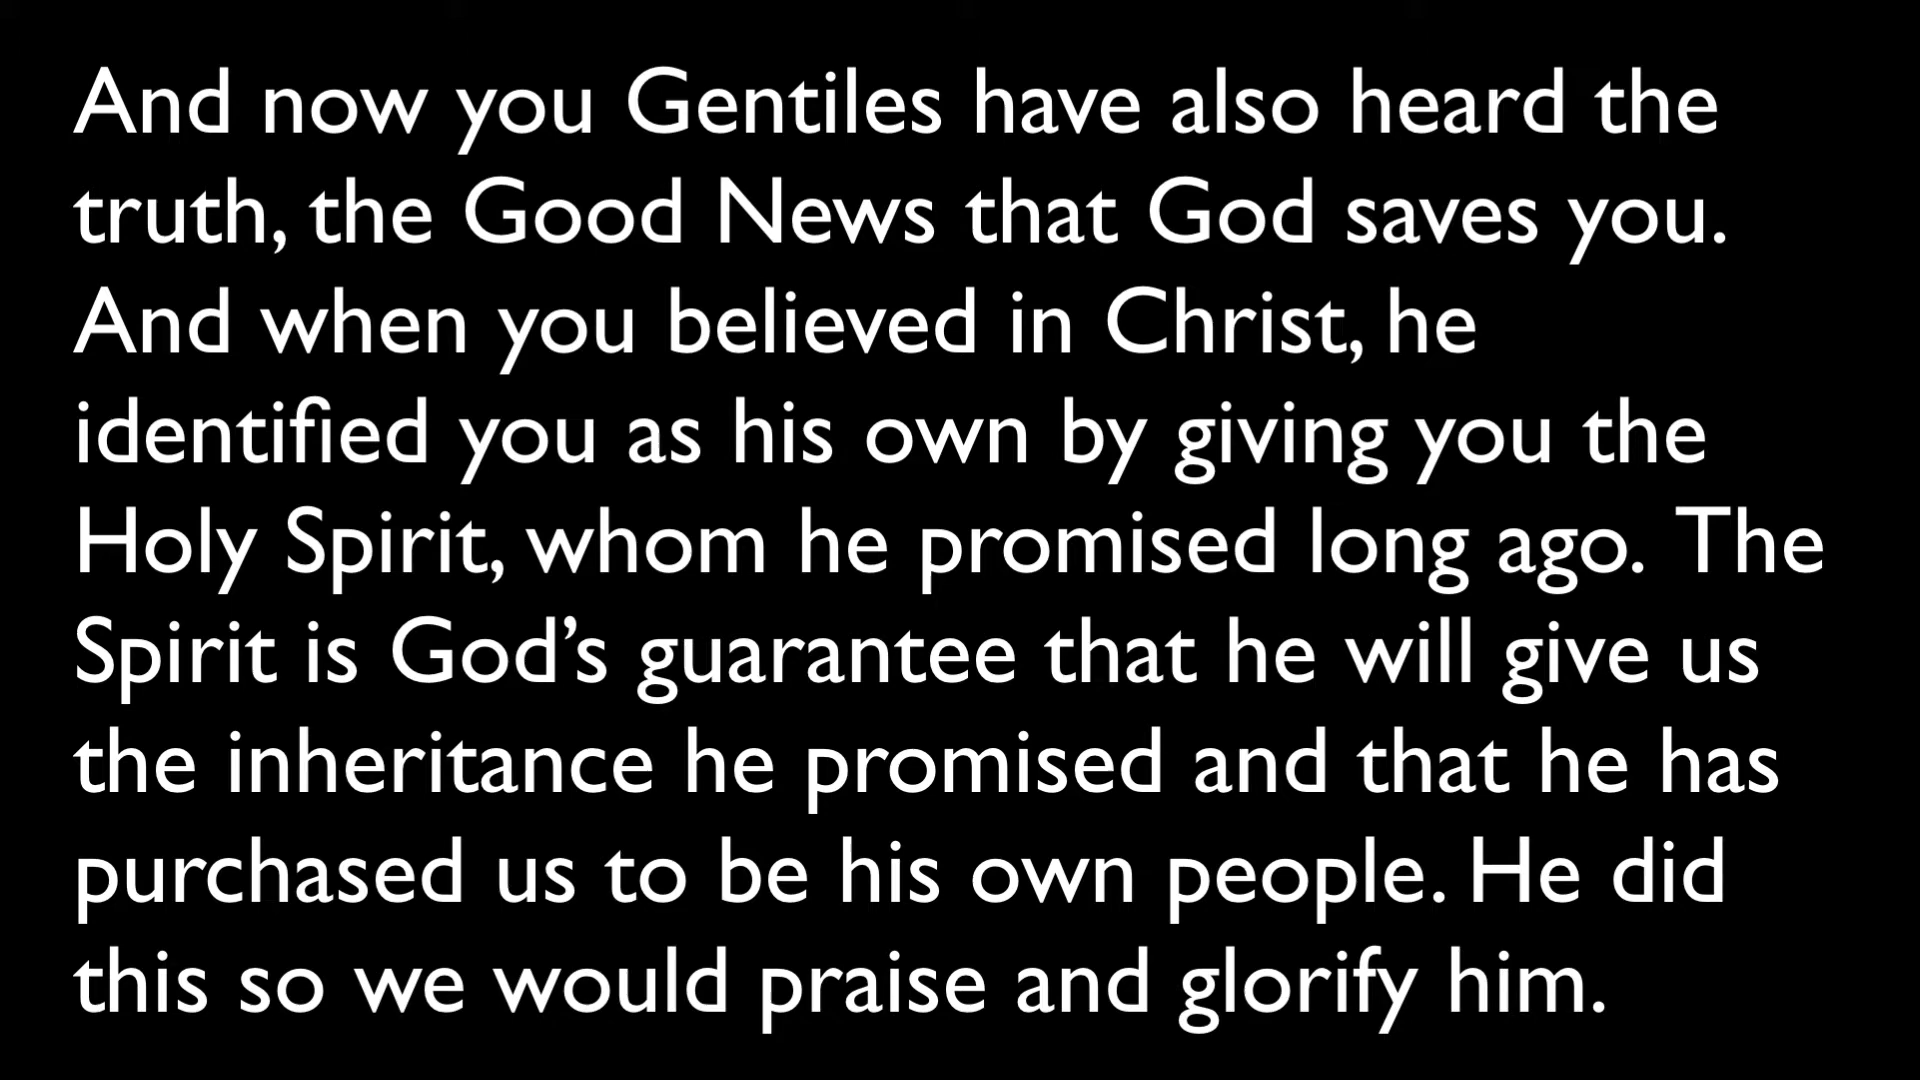 And now you Gentiles have also heard the
truth, the Good News that God saves you.
And when you believed in Christ, he
identified you as his own by giving you the
Holy Spirit, whom he promised long ago. The
Spirit is God’s guarantee that he will give us
the inheritance he promised and that he has
purchased us to be his own people. He did
this so we would praise and glorify him.